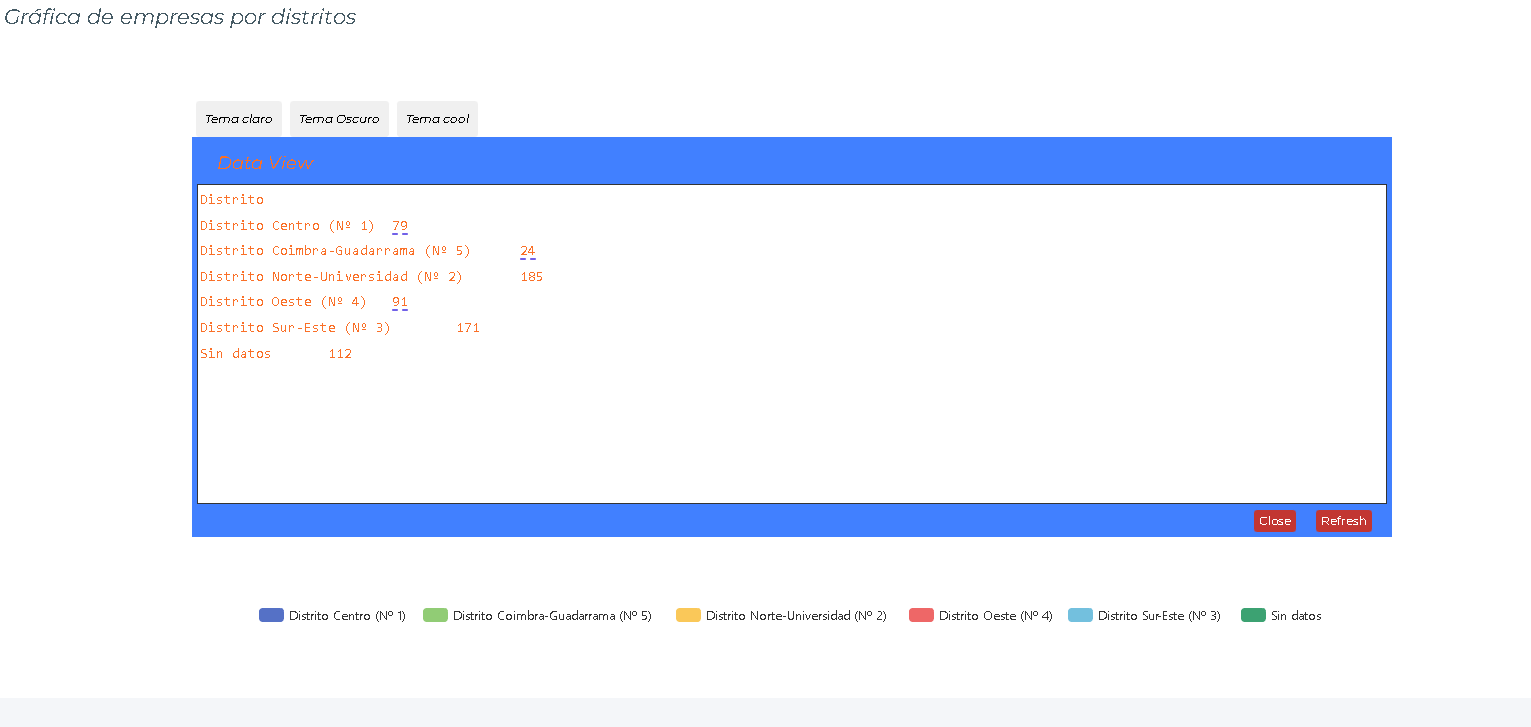 Gráfica de empresas por distritos
Tema claro Tema Oscuro Tema cool
Data View
Distrito
Distrito Centro (Nº 1) 79
Distrito Coimbra-Guadarrama (Nº 5) 24
Distrito Norte-Universidad (Nº 2) 185
Distrito Oeste (Nº 4) 91
Distrito Sur-Este (Nº 3) 171
Sin datos 112
Close Refresh
Distrito Centro (Nº 1) Distrito Coimbra-Guadarrama (Nº 5) Distrito Norte-Universidad (Nº 2) Distrito Oeste (Nº 4) Distrito Sur-Este (Nº 3) Sin datos